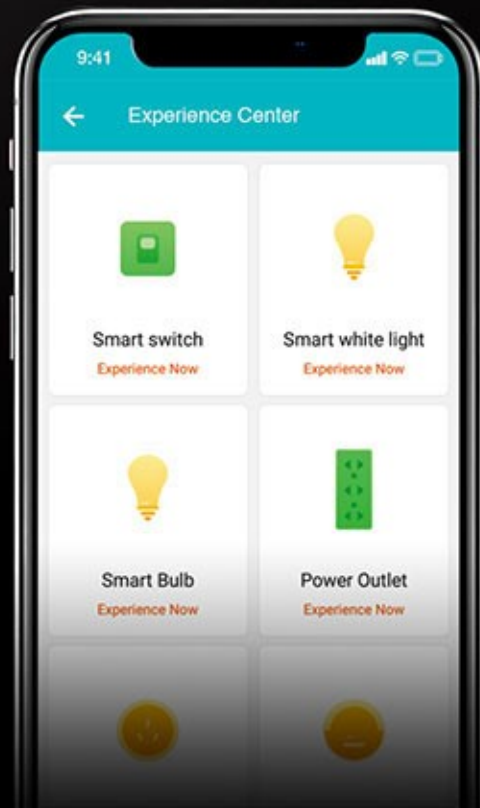 9:41
Experience Center
Smart switch
Smart white light
Experience Now
Experience Now
Smart Bulb
Power Outlet
Experience Now
Experience Now